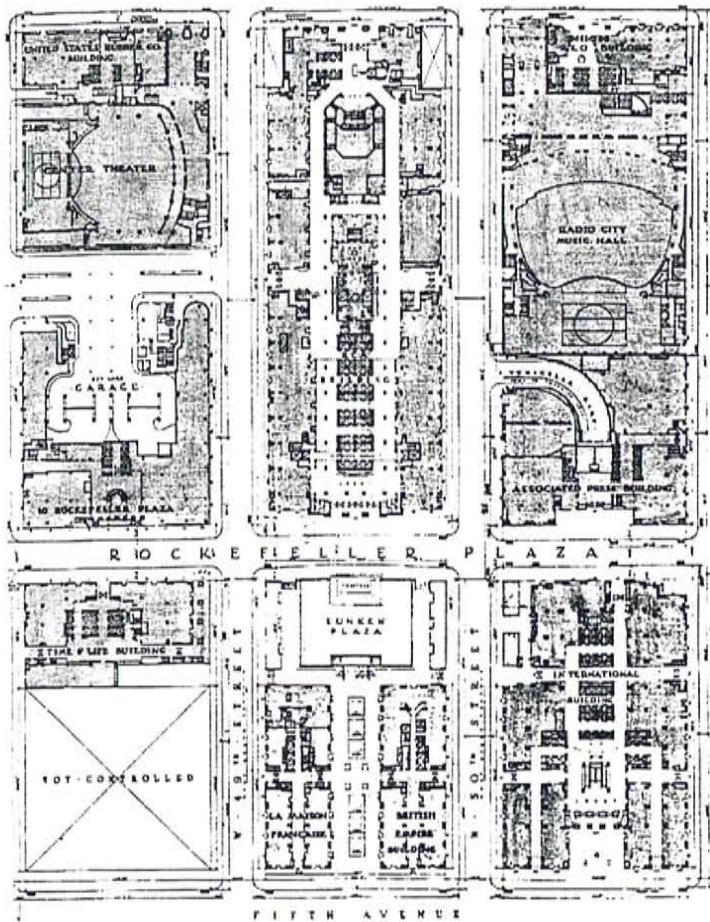 UNITED STATES RUBBER CO.
BUILDING
CENTER THEATER
BUILDING
RADIO CITY
MUSIC HALL
GARAGE
BUILDING
10 ROCKEFELLER PLAZA
ASSOCIATED PRESS BUILDING
ROCKEFELLER PLAZA
TIME & LIFE BUILDING
SUNKEN
PLAZA
INTERNATIONAL
BUILDING
NOT-CONTROLLED
W 49TH STREET
W 50TH STREET
LA MAISON
FRANCAISE
BRITISH
EMPIRE
BUILDING
FIFTH AVENUE